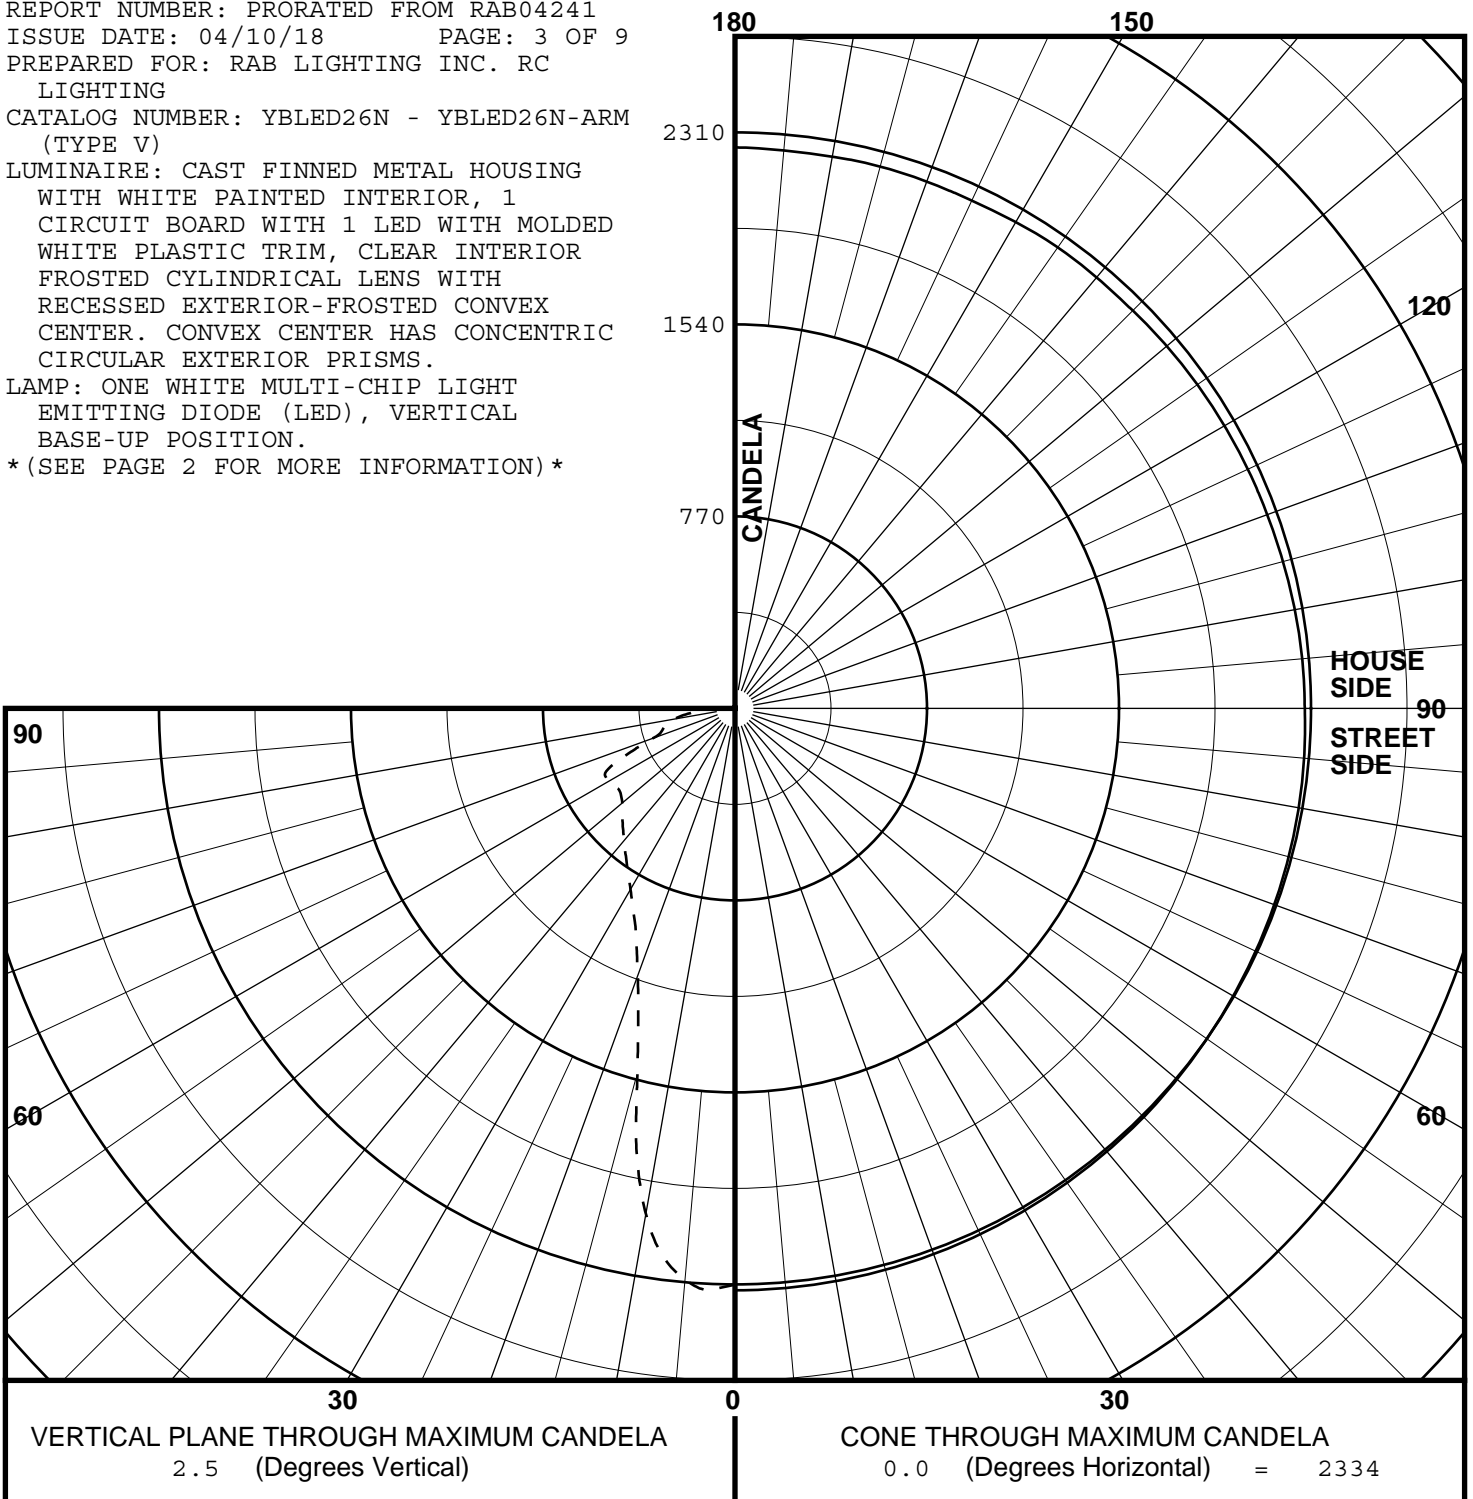 REPORT NUMBER: PRORATED FROM RAB04241
ISSUE DATE: 04/10/18 PAGE: 3 OF 9
PREPARED FOR: RAB LIGHTING INC. RC
LIGHTING
CATALOG NUMBER: YBLED26N - YBLED26N-ARM
(TYPE V)
LUMINAIRE: CAST FINNED METAL HOUSING
WITH WHITE PAINTED INTERIOR, 1
CIRCUIT BOARD WITH 1 LED WITH MOLDED
WHITE PLASTIC TRIM, CLEAR INTERIOR
FROSTED CYLINDRICAL LENS WITH
RECESSED EXTERIOR-FROSTED CONVEX
CENTER. CONVEX CENTER HAS CONCENTRIC
CIRCULAR EXTERIOR PRISMS.
LAMP: ONE WHITE MULTI-CHIP LIGHT
EMITTING DIODE (LED), VERTICAL
BASE-UP POSITION.
*(SEE PAGE 2 FOR MORE INFORMATION)*
180
150
2310
120
1540
CANDELA
770
HOUSE
SIDE
90
STREET
SIDE
90
60
60
30
0
30
VERTICAL PLANE THROUGH MAXIMUM CANDELA
2.5 (Degrees Vertical)
CONE THROUGH MAXIMUM CANDELA
0.0 (Degrees Horizontal) = 2334